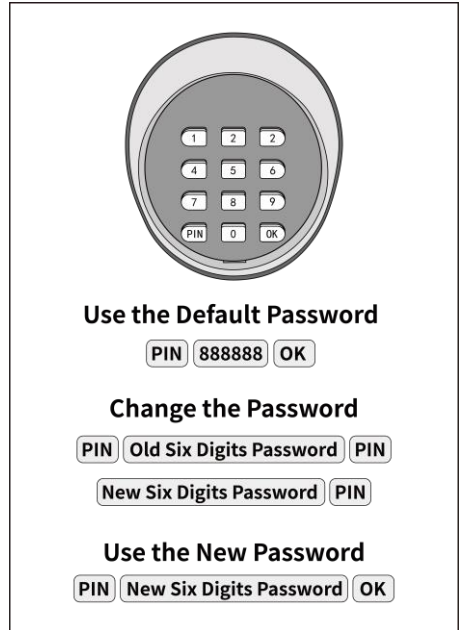 1 2 2
4 5 6
7 8 9
PIN 0 OK
Use the Default Password
PIN 888888 OK
Change the Password
PIN Old Six Digits Password PIN
New Six Digits Password PIN
Use the New Password
PIN New Six Digits Password OK